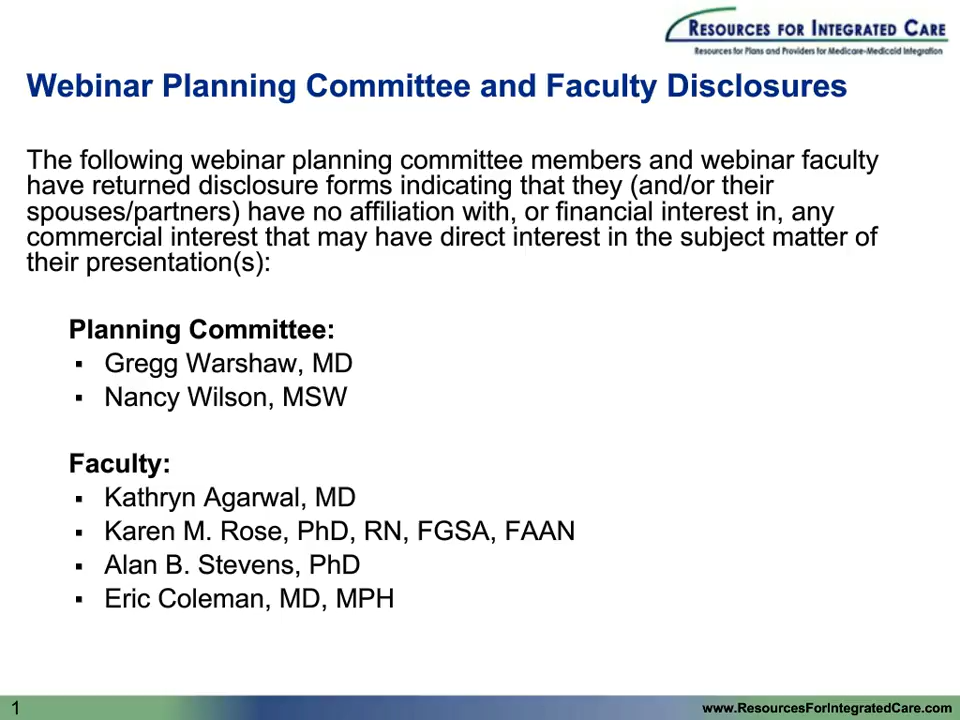 RESOURCES FOR INTEGRATED CARE
Resources for Plans and Providers for Medicare-Medicaid Integration
Webinar Planning Committee and Faculty Disclosures
The following webinar planning committee members and webinar faculty
have returned disclosure forms indicating that they (and/or their
spouses/partners) have no affiliation with, or financial interest in, any
commercial interest that may have direct interest in the subject matter of
their presentation(s):
Planning Committee:
▪ Gregg Warshaw, MD
▪ Nancy Wilson, MSW
Faculty:
▪ Kathryn Agarwal, MD
▪ Karen M. Rose, PhD, RN, FGSA, FAAN
▪ Alan B. Stevens, PhD
▪ Eric Coleman, MD, MPH
1
www.ResourcesForIntegratedCare.com